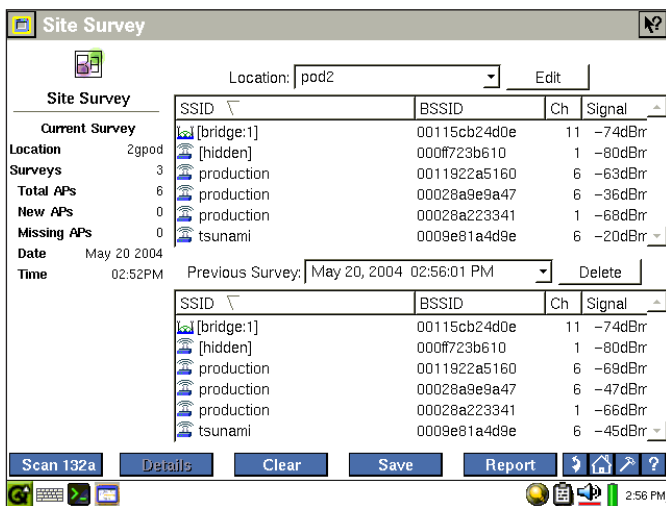 Site Survey
Location: pod2 Edit
Site Survey
Current Survey
Location 2gpod
Surveys 3
Total APs 6
New APs 0
Missing APs 0
Date May 20 2004
Time 02:52PM
SSID BSSID Ch Signal
[bridge:1] 00115cb24d0e 11 -74dBm
[hidden] 000ff723b610 1 -80dBm
production 0011922a5160 6 -63dBm
production 00028a9e9a47 6 -36dBm
production 00028a223341 1 -68dBm
tsunami 0009e81a4d9e 6 -20dBm
Previous Survey: May 20, 2004 02:56:01 PM Delete
SSID BSSID Ch Signal
[bridge:1] 00115cb24d0e 11 -74dBm
[hidden] 000ff723b610 1 -80dBm
production 0011922a5160 6 -69dBm
production 00028a9e9a47 6 -47dBm
production 00028a223341 1 -66dBm
tsunami 0009e81a4d9e 6 -45dBm
Scan 132a Details Clear Save Report ?
2:56 PM